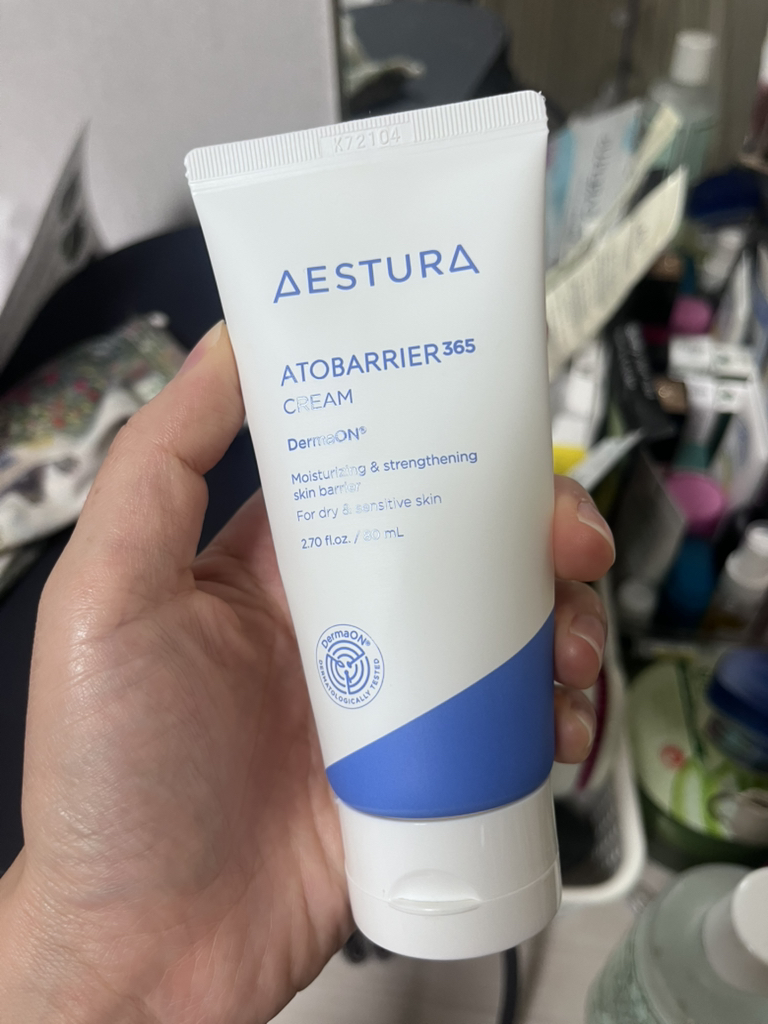 K72104
AESTURA
ATOBARRIER365
CREAM
DermaON®
Moisturizing & strengthening
skin barrier
For dry & sensitive skin
2.70 fl.oz. / 80 mL
DermaON®
DERMATOLOGICALLY TESTED